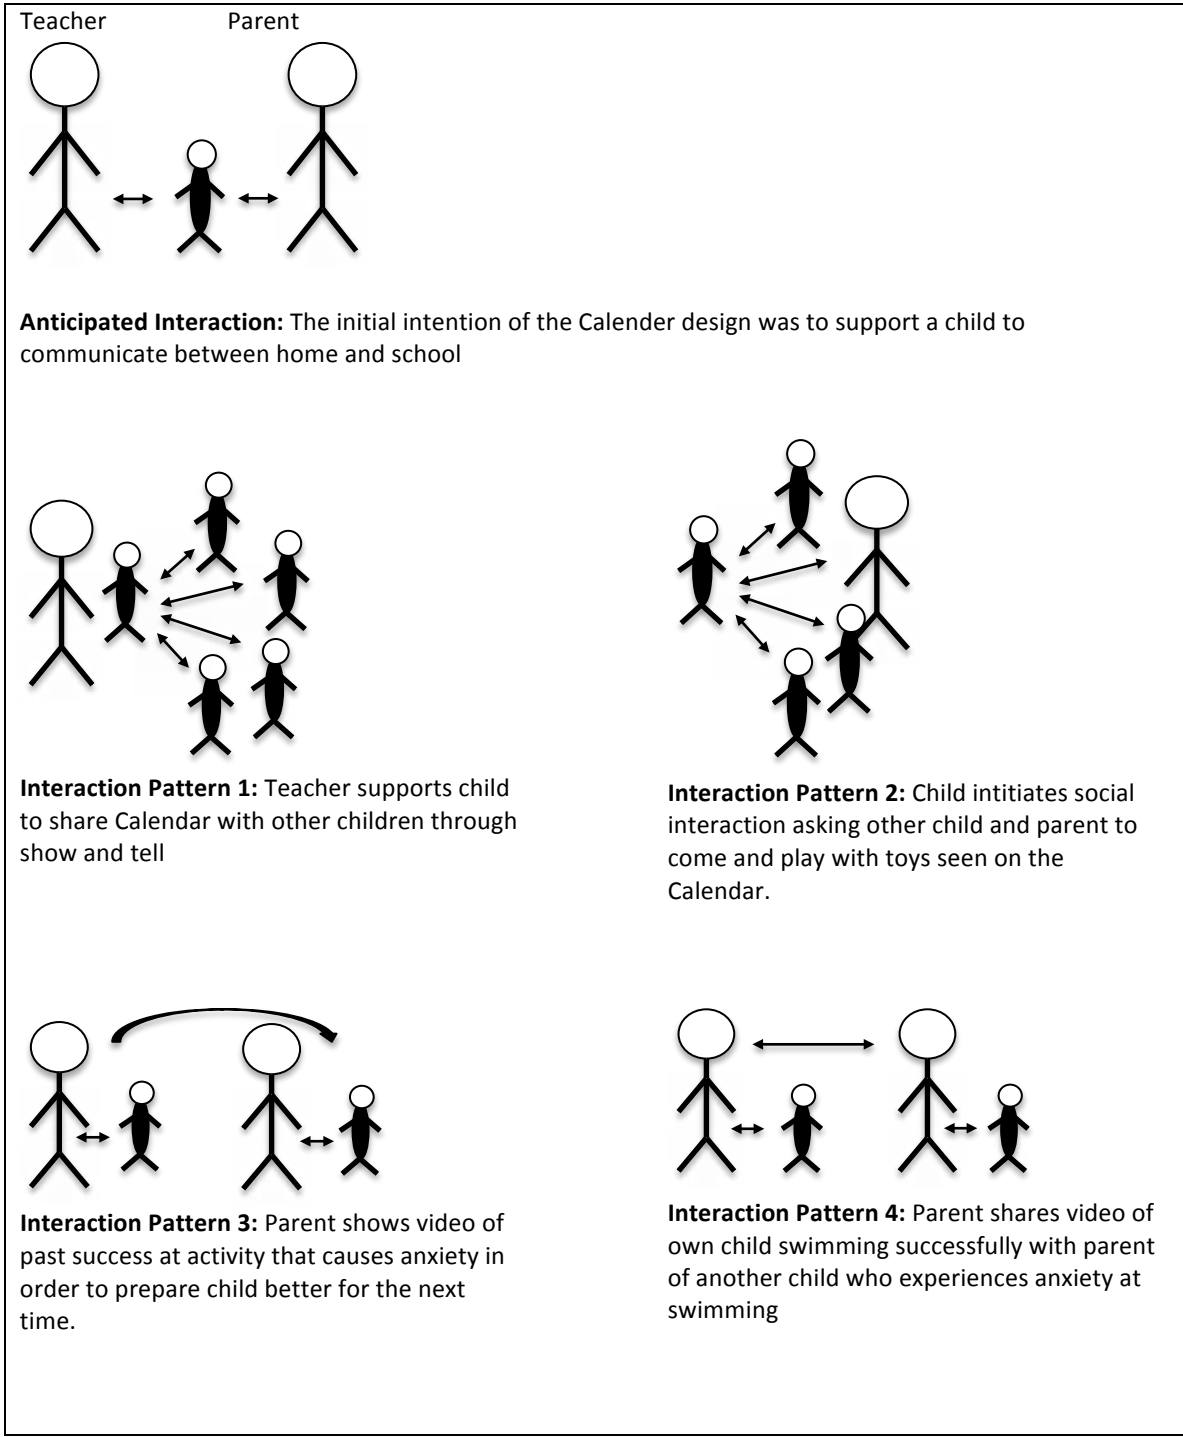 Teacher Parent
Anticipated Interaction: The initial intention of the Calender design was to support a child to
communicate between home and school
Interaction Pattern 1: Teacher supports child
to share Calendar with other children through
show and tell
Interaction Pattern 2: Child intitiates social
interaction asking other child and parent to
come and play with toys seen on the
Calendar.
Interaction Pattern 3: Parent shows video of
past success at activity that causes anxiety in
order to prepare child better for the next
time.
Interaction Pattern 4: Parent shares video of
own child swimming successfully with parent
of another child who experiences anxiety at
swimming